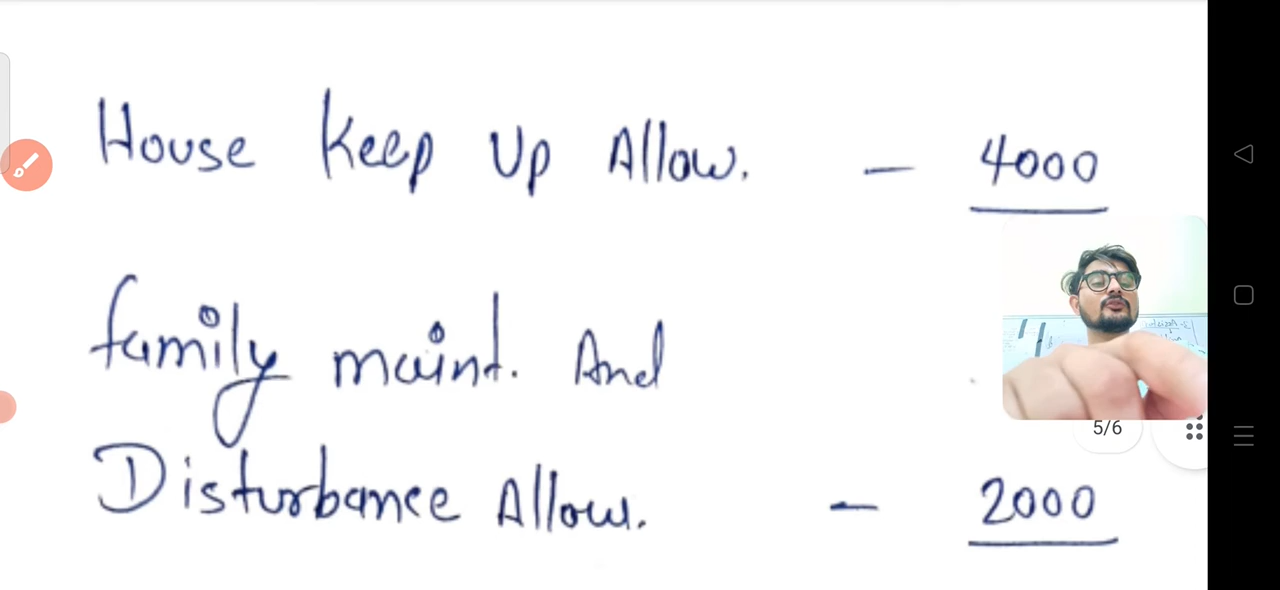 House Keep Up Allow. — 4000
family maint. And
Disturbance Allow. — 2000
5/6